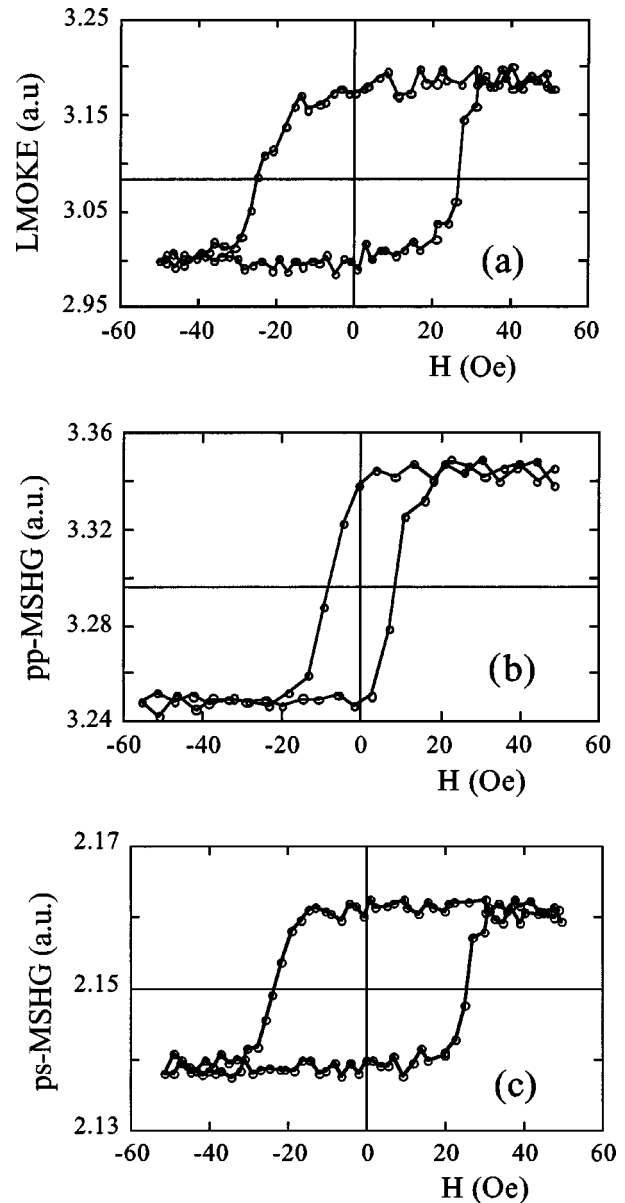 3.25
3.15
3.05
2.95
LMOKE (a.u)
(a)
-60 -40 -20 0 20 40 60
H (Oe)
3.36
3.32
3.28
3.24
pp-MSHG (a.u.)
(b)
-60 -40 -20 0 20 40 60
H (Oe)
2.17
2.15
2.13
ps-MSHG (a.u.)
(c)
-60 -40 -20 0 20 40 60
H (Oe)